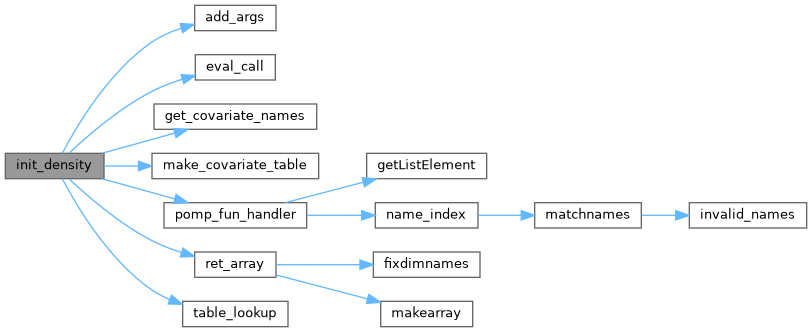 add_args
eval_call
get_covariate_names
init_density
make_covariate_table
getListElement
pomp_fun_handler
name_index
matchnames
invalid_names
ret_array
fixdimnames
table_lookup
makearray